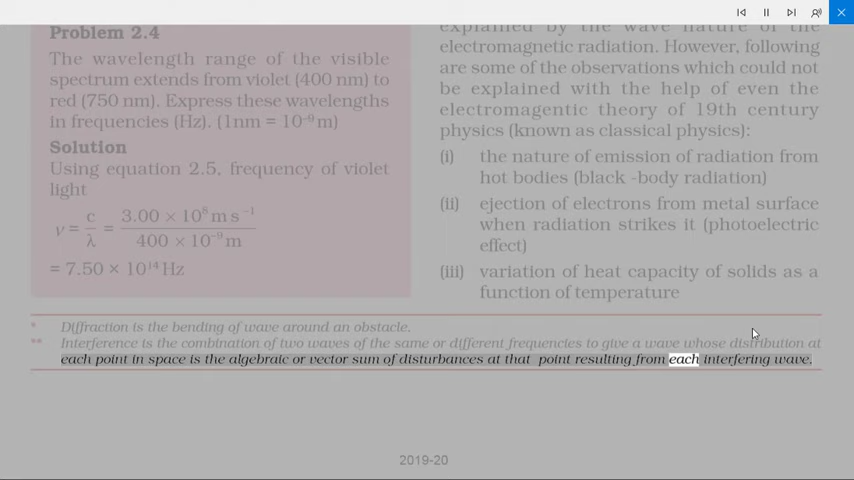 Problem 2.4
The wavelength range of the visible
spectrum extends from violet (400 nm) to
red (750 nm). Express these wavelengths
in frequencies (Hz). (1nm = 10⁻⁹ m)
Solution
Using equation 2.5, frequency of violet
light
ν = c/λ = 3.00 × 10⁸ m s⁻¹ / 400 × 10⁻⁹ m
= 7.50 × 10¹⁴ Hz
explained by the wave nature of the
electromagnetic radiation. However, following
are some of the observations which could not
be explained with the help of even the
electromagentic theory of 19th century
physics (known as classical physics):
(i) the nature of emission of radiation from
hot bodies (black -body radiation)
(ii) ejection of electrons from metal surface
when radiation strikes it (photoelectric
effect)
(iii) variation of heat capacity of solids as a
function of temperature
* Diffraction is the bending of wave around an obstacle.
** Interference is the combination of two waves of the same or different frequencies to give a wave whose distribution at
each point in space is the algebraic or vector sum of disturbances at that point resulting from each interfering wave.
2019-20